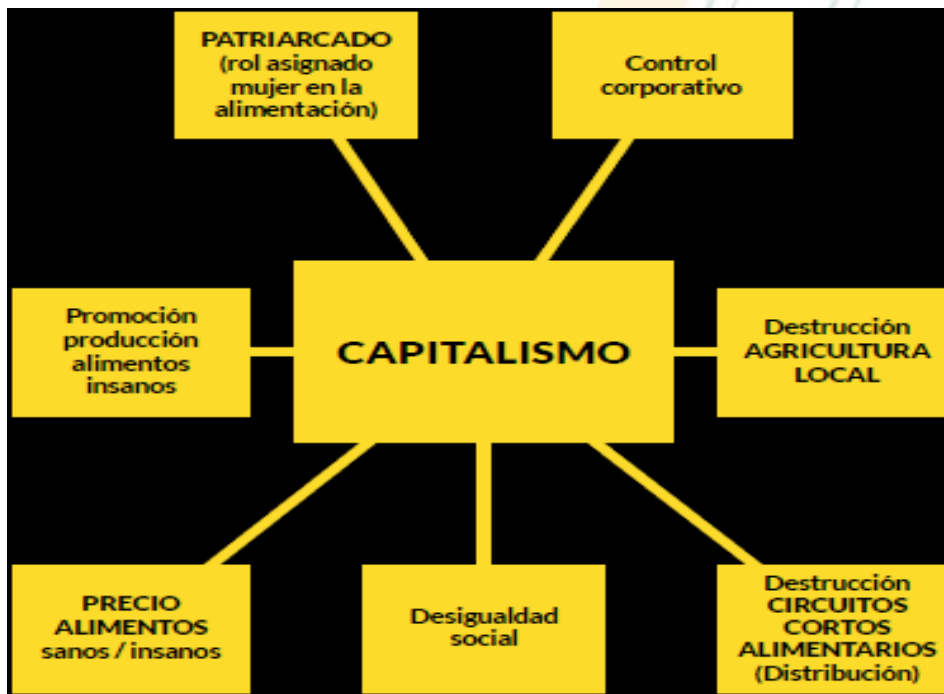 PATRIARCADO
(rol asignado
mujer en la
alimentación)
Control
corporativo
Promoción
producción
alimentos
insanos
CAPITALISMO
Destrucción
AGRICULTURA
LOCAL
PRECIO
ALIMENTOS
sanos / insanos
Desigualdad
social
Destrucción
CIRCUITOS
CORTOS
ALIMENTARIOS
(Distribución)